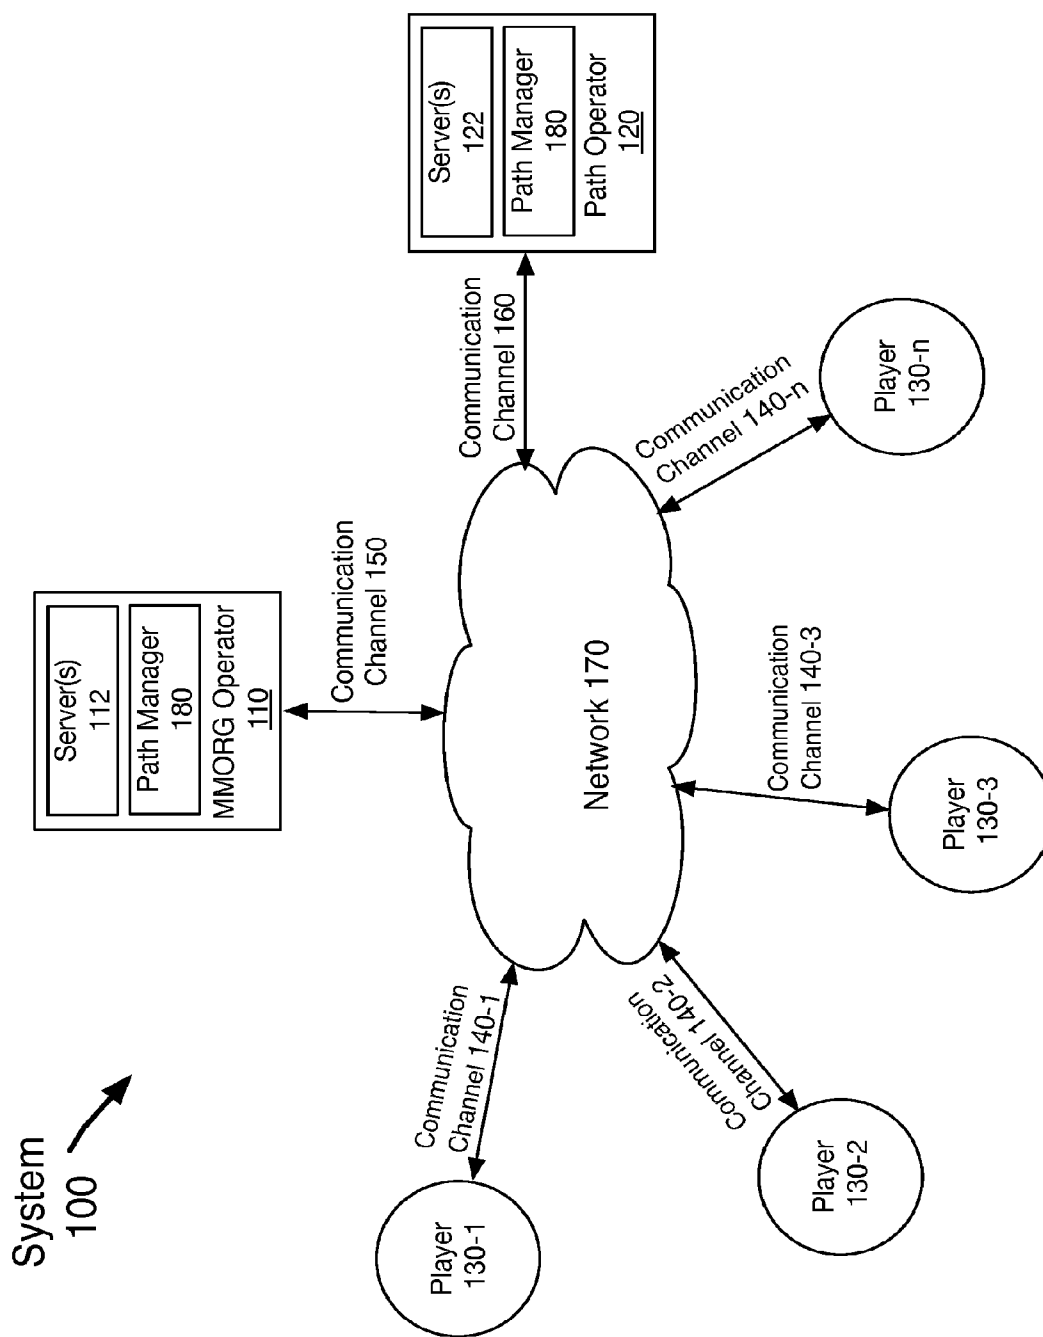 System
100
Server(s)
112
Path Manager
180
MMORG Operator
110
Communication
Channel 150
Server(s)
122
Path Manager
180
Path Operator
120
Communication
Channel 160
Network 170
Communication
Channel 140-1
Player
130-1
Communication
Channel 140-2
Player
130-2
Communication
Channel 140-3
Player
130-3
Communication
Channel 140-n
Player
130-n